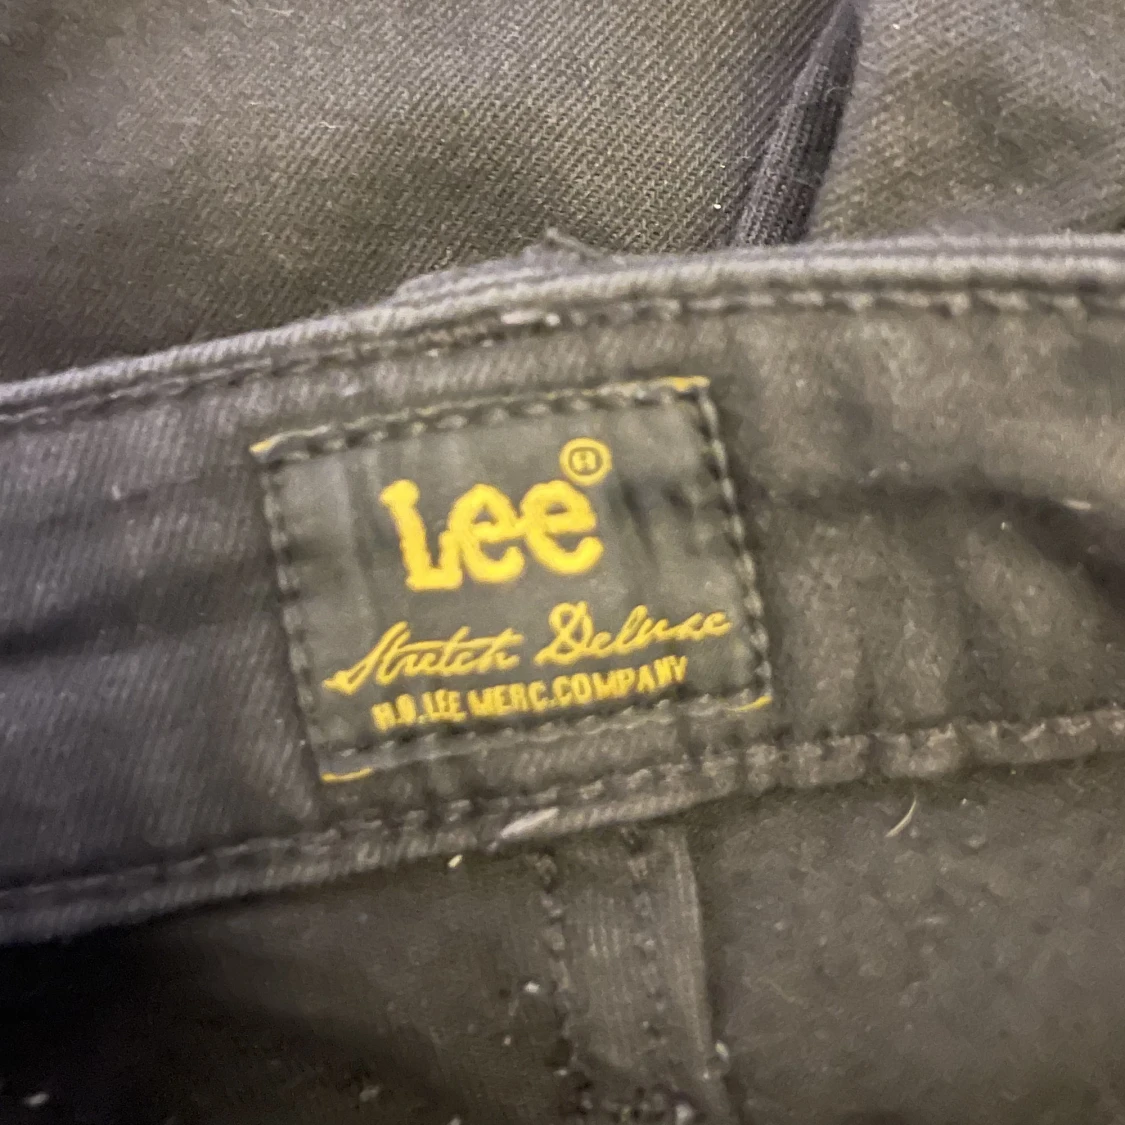 Lee®
Stretch Deluxe
H.D. LEE MERC. COMPANY